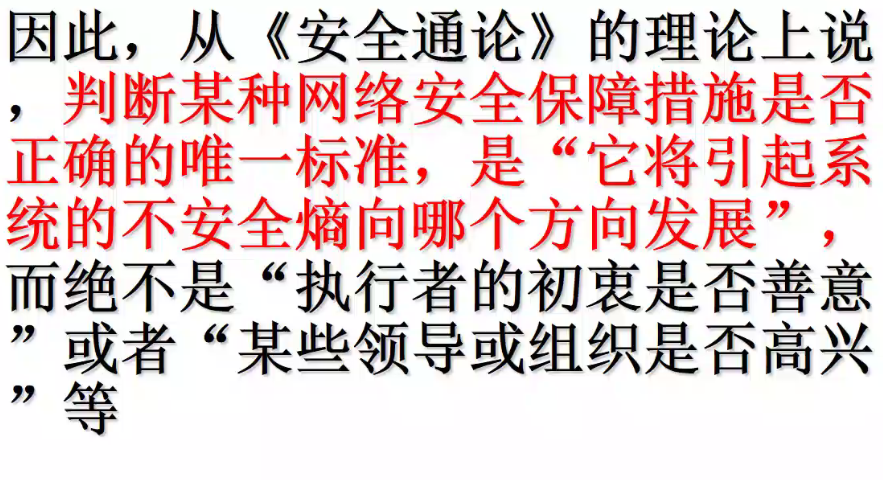 因此，从《安全通论》的理论上说
，判断某种网络安全保障措施是否
正确的唯一标准，是“它将引起系
统的不安全熵向哪个方向发展”，
而绝不是“执行者的初衷是否善意
”或者“某些领导或组织是否高兴
”等